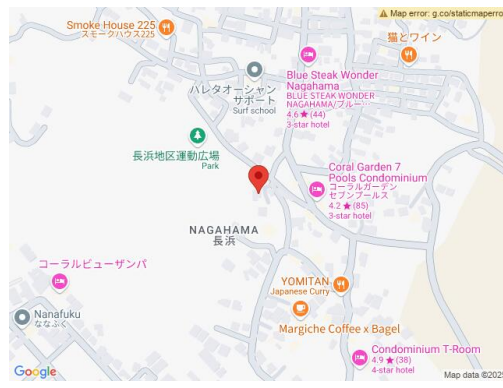 Map error: g.co/staticmaperro
Smoke House 225
スモークハウス225
猫とワイン
ハレタオーシャン
サポート
Surf school
Blue Steak Wonder
Nagahama
BLUE STEAK WONDER
NAGAHAMA/ブルー
4.6★(44)
3-star hotel
長浜地区運動広場
Park
Coral Garden 7
Pools Condominium
コーラルガーデン
セブンプールス
4.2★(85)
3-star hotel
NAGAHAMA
長浜
コーラルビューザンパ
YOMITAN
Japanese Curry
Nanafuku
ななふく
Margiche Coffee x Bagel
Condominium T-Room
4.9★(38)
4-star hotel
Google
Map data ©2025